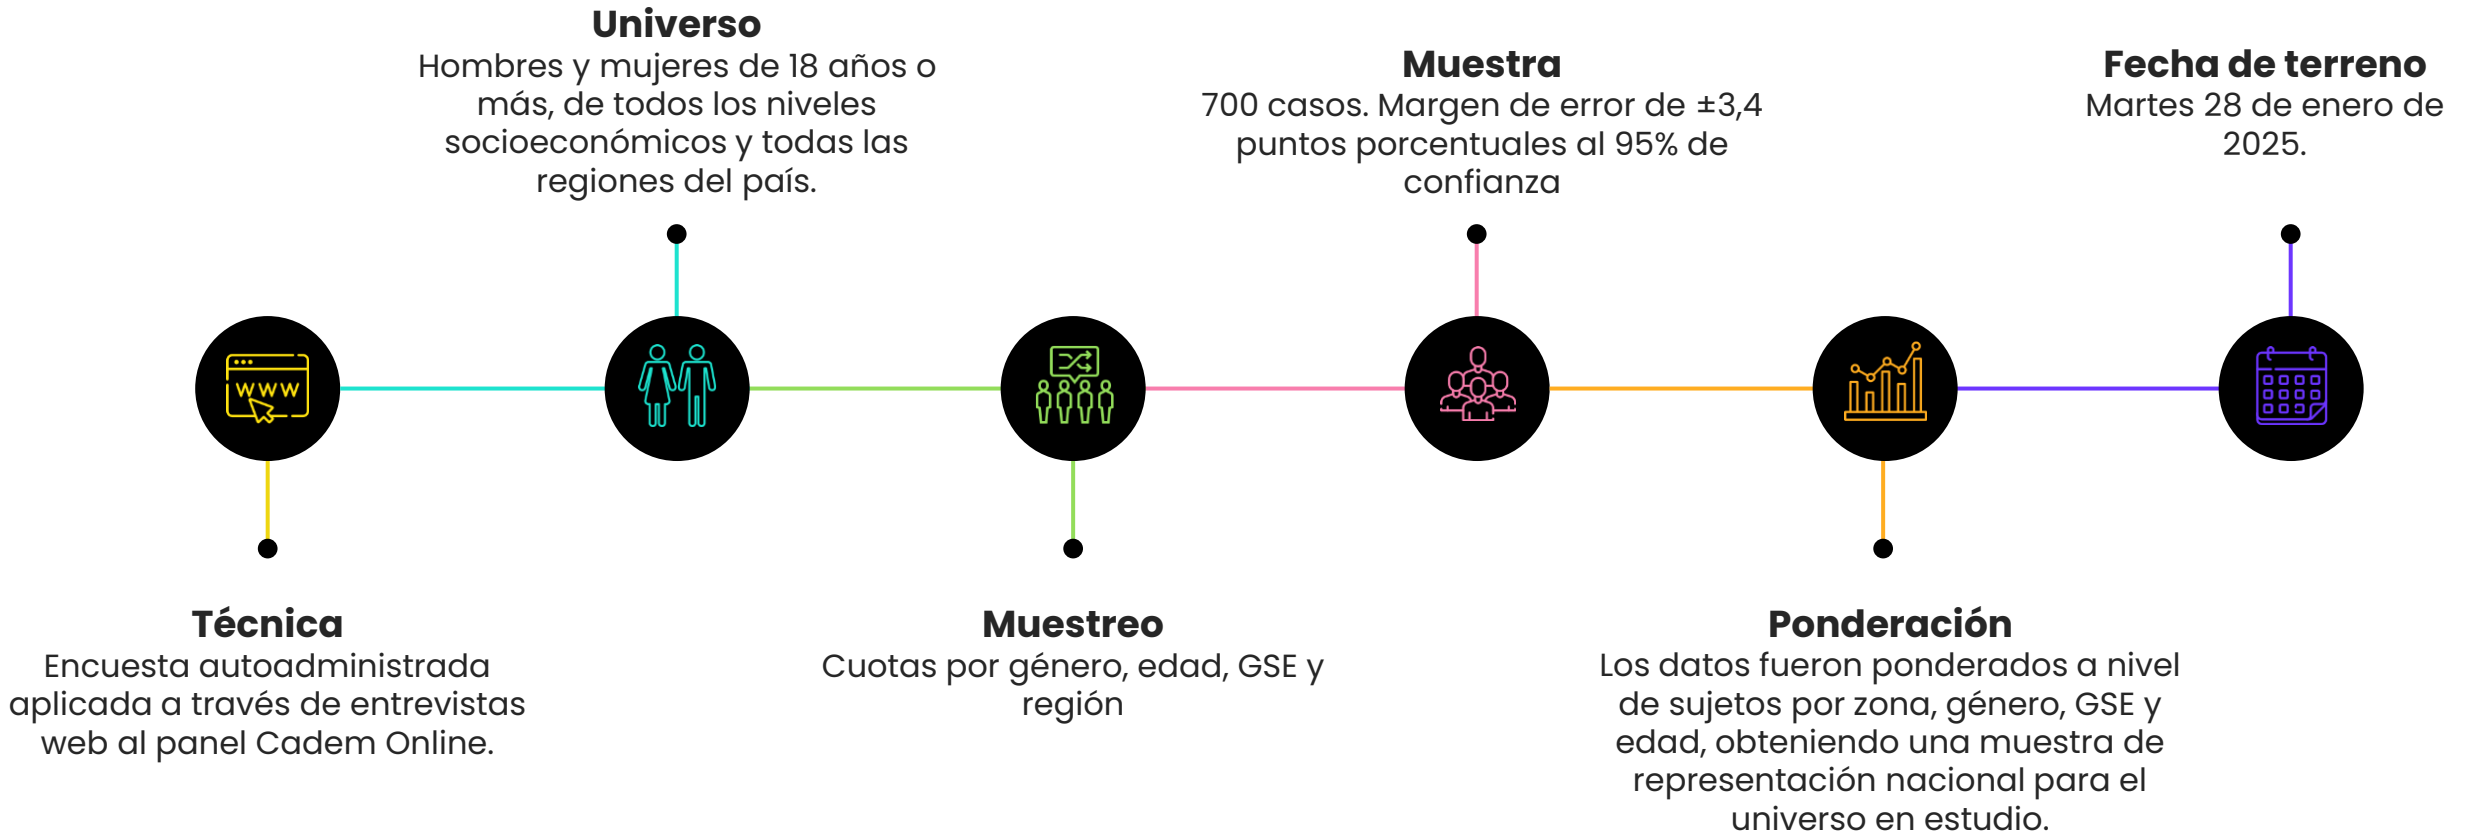 Universo
Hombres y mujeres de 18 años o
más, de todos los niveles
socioeconómicos y todas las
regiones del país.
Muestra
700 casos. Margen de error de ±3,4
puntos porcentuales al 95% de
confianza
Fecha de terreno
Martes 28 de enero de
2025.
WWW
Técnica
Encuesta autoadministrada
aplicada a través de entrevistas
web al panel Cadem Online.
Muestreo
Cuotas por género, edad, GSE y
región
Ponderación
Los datos fueron ponderados a nivel
de sujetos por zona, género, GSE y
edad, obteniendo una muestra de
representación nacional para el
universo en estudio.